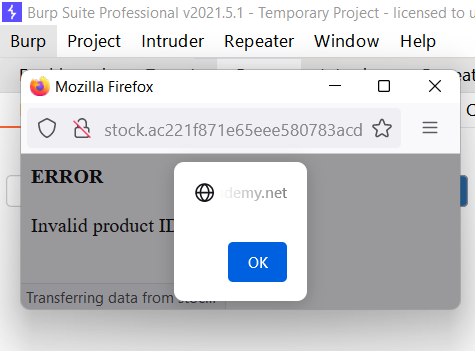 Burp Suite Professional v2021.5.1 - Temporary Project - licensed to u
Burp Project Intruder Repeater Window Help
Mozilla Firefox
stock.ac221f871e65eee580783acd
ERROR
Invalid product ID
demy.net
OK
Transferring data from stoc...